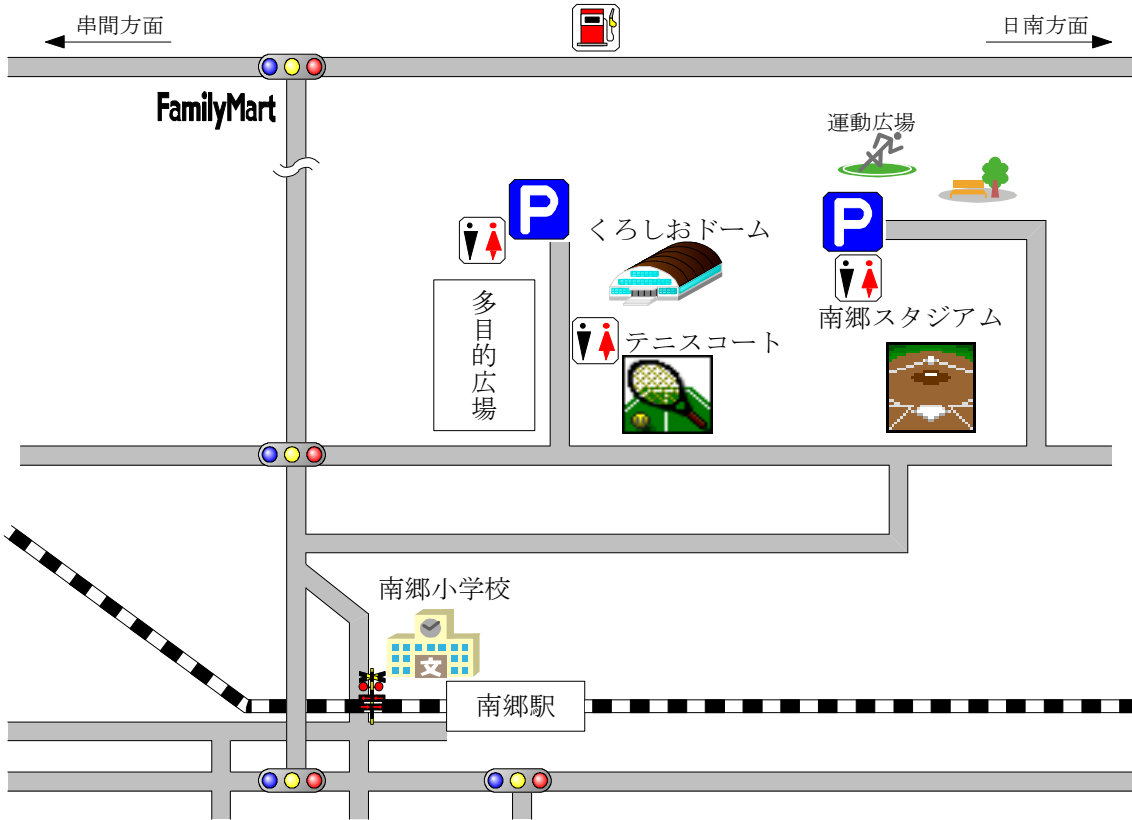 串間方面
日南方面
FamilyMart
運動広場
P
P
くろしおドーム
多目的広場
南郷スタジアム
テニスコート
南郷小学校
文
南郷駅